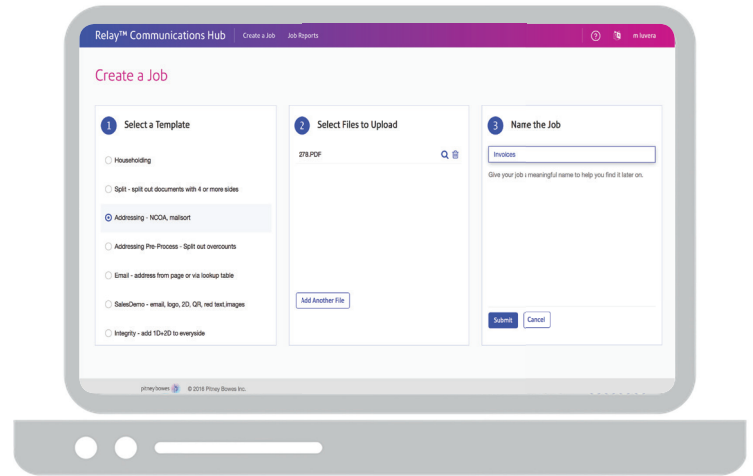 Relay™ Communications Hub
Create a Job
Job Reports
?
m luvera
Create a Job
1 Select a Template
Householding
Split - split out documents with 4 or more sides
Addressing - NCOA, mailsort
Addressing Pre-Process - Split out overcounts
Email - address from page or via lookup table
SalesDemo - email, logo, 2D, QR, red text,images
Integrity - add 1D+2D to everyside
2 Select Files to Upload
278.PDF
Add Another File
3 Name the Job
Invoices
Give your job a meaningful name to help you find it later on.
Submit
Cancel
pitney bowes © 2016 Pitney Bowes Inc.